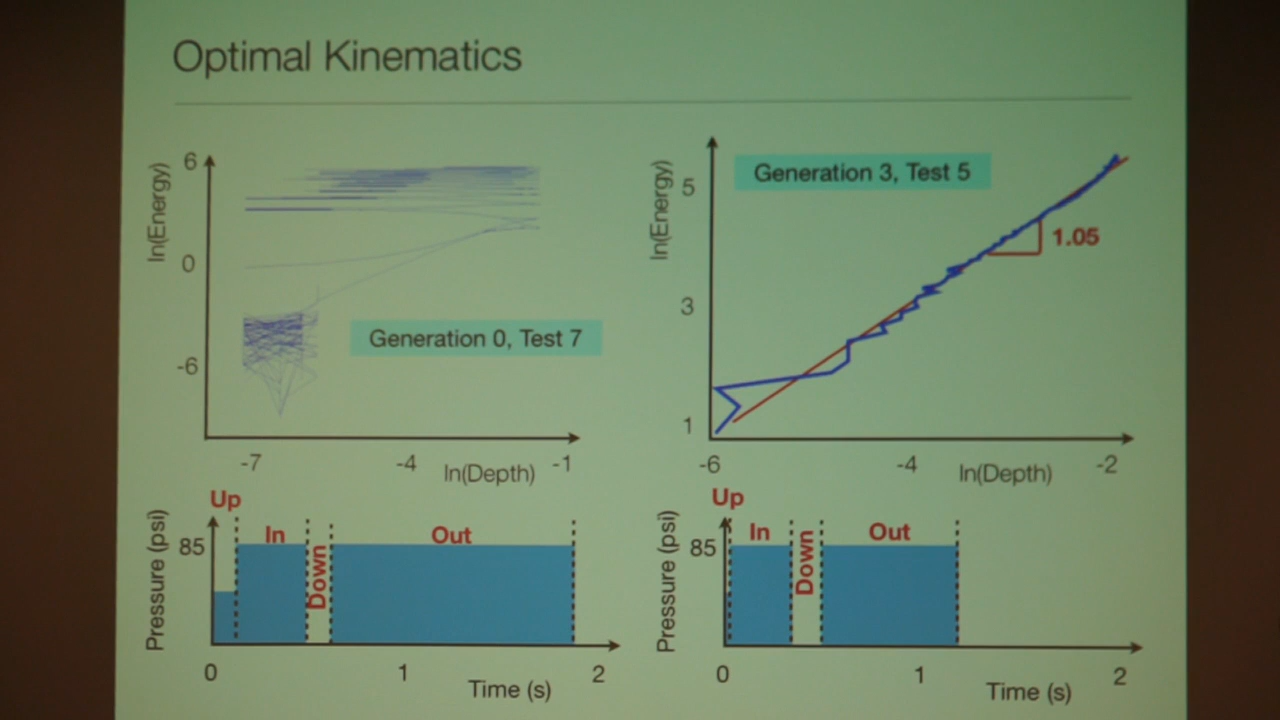 Optimal Kinematics
ln(Energy)
6
0
-6
Generation 0, Test 7
-7
-4
ln(Depth)
-1
ln(Energy)
5
3
1
Generation 3, Test 5
1.05
-6
-4
ln(Depth)
-2
Pressure (psi)
85
Up
In
Down
Out
0
1
2
Time (s)
Pressure (psi)
85
Up
In
Down
Out
0
1
2
Time (s)